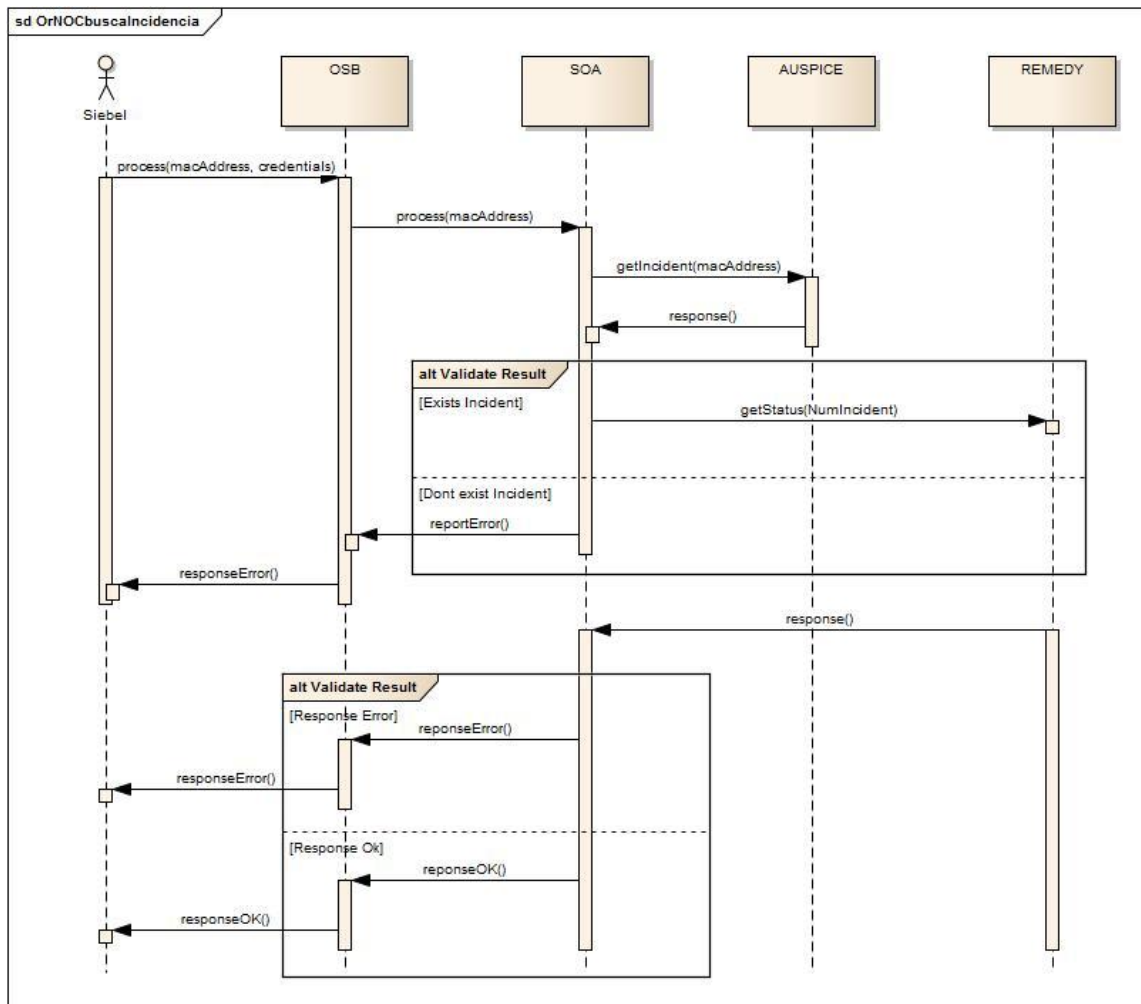 sd OrNOCbuscaIncidencia
Siebel
OSB
SOA
AUSPICE
REMEDY
process(macAddress, credentials)
process(macAddress)
getIncident(macAddress)
response()
alt Validate Result
[Exists Incident]
getStatus(NumIncident)
[Dont exist Incident]
reportError()
responseError()
response()
alt Validate Result
[Response Error]
reponseError()
responseError()
[Response Ok]
reponseOK()
responseOK()